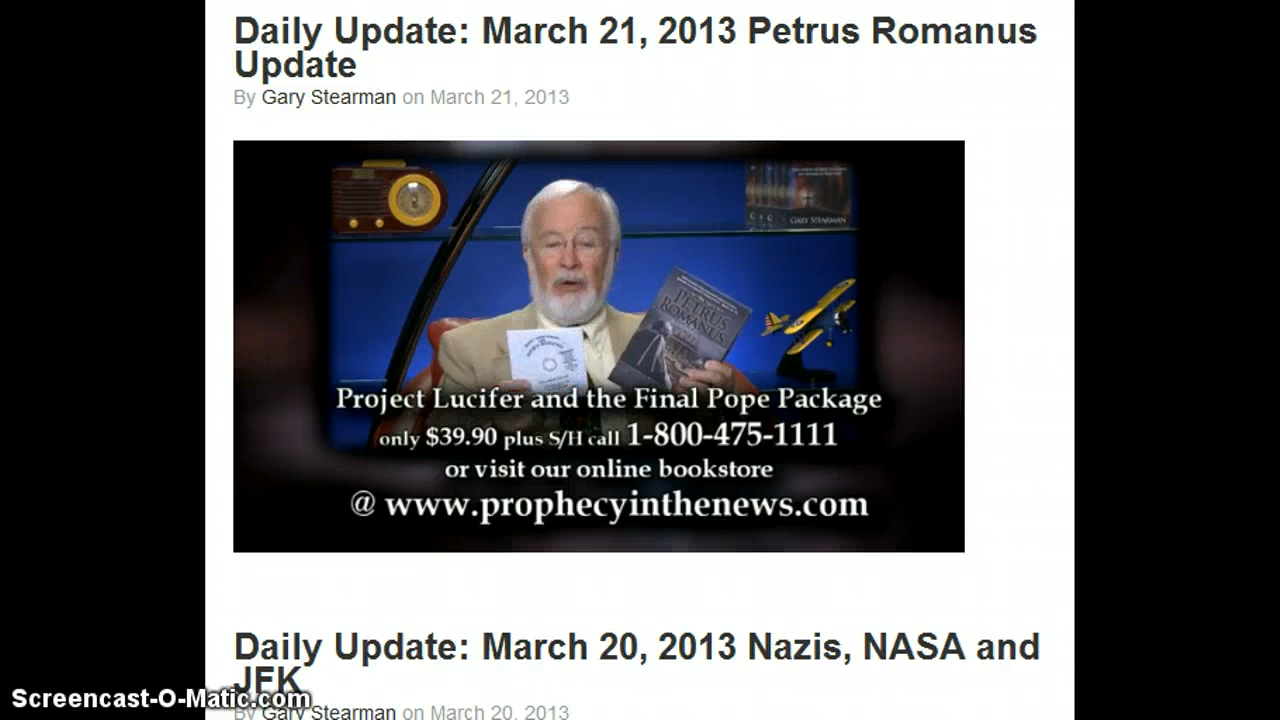 Daily Update: March 21, 2013 Petrus Romanus
Update
By Gary Stearman on March 21, 2013
GARY STEARMAN
PETRUS
ROMANUS
Project Lucifer and the Final Pope Package
only $39.90 plus S/H call 1-800-475-1111
or visit our online bookstore
@ www.prophecyinthenews.com
Daily Update: March 20, 2013 Nazis, NASA and
JFK
Screencast-O-Matic.com
By Gary Stearman on March 20, 2013